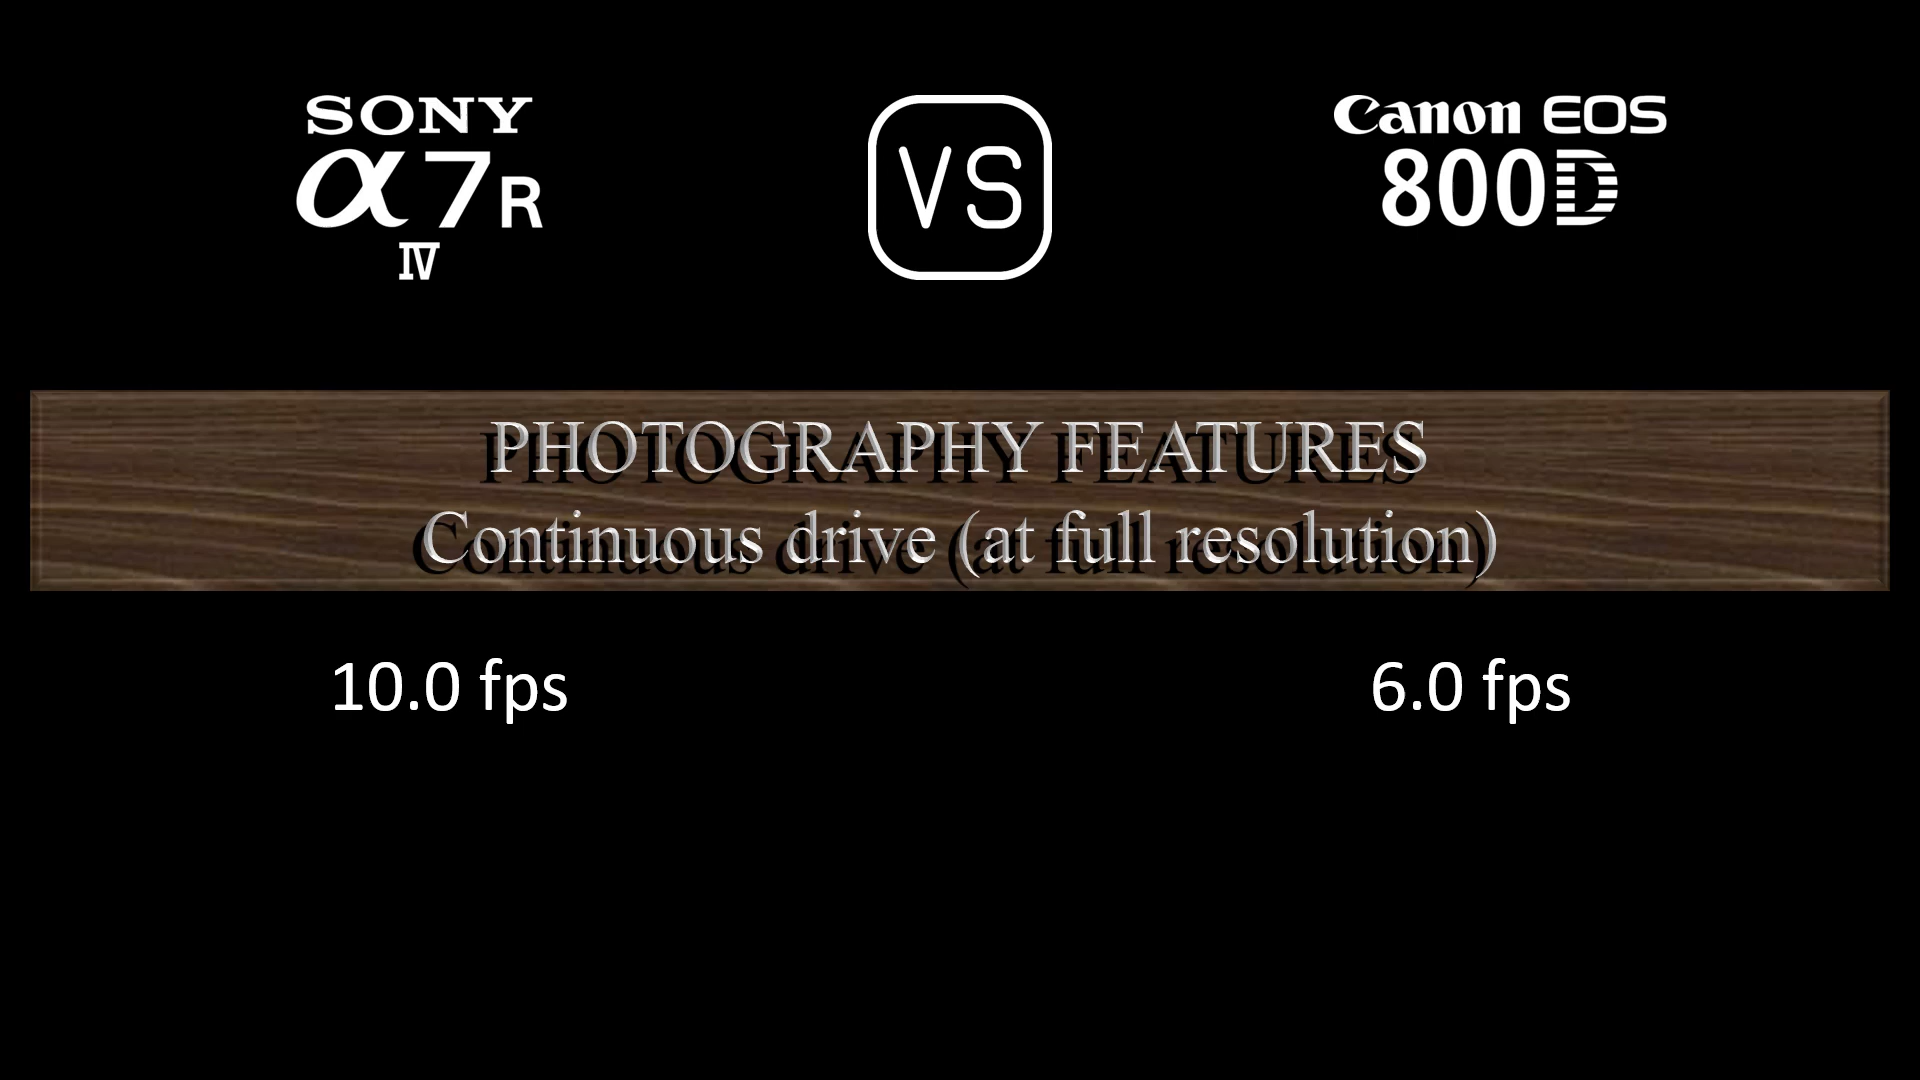 SONY
α7R
IV
VS
Canon EOS
800D
PHOTOGRAPHY FEATURES
Continuous drive (at full resolution)
10.0 fps
6.0 fps